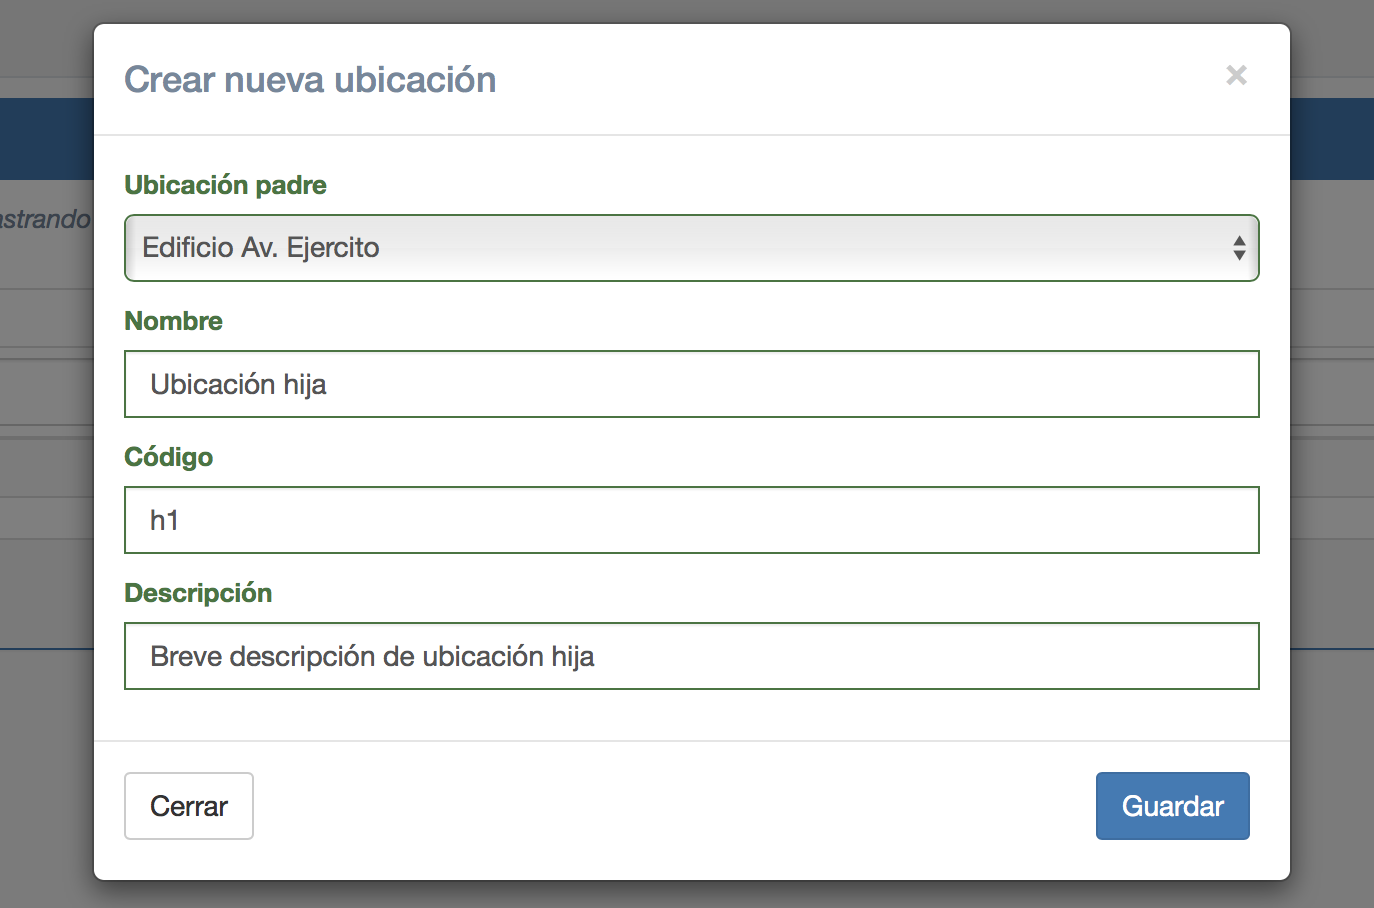 Crear nueva ubicación ×
Ubicación padre
Edificio Av. Ejercito
Nombre
Ubicación hija
Código
h1
Descripción
Breve descripción de ubicación hija
Cerrar
Guardar